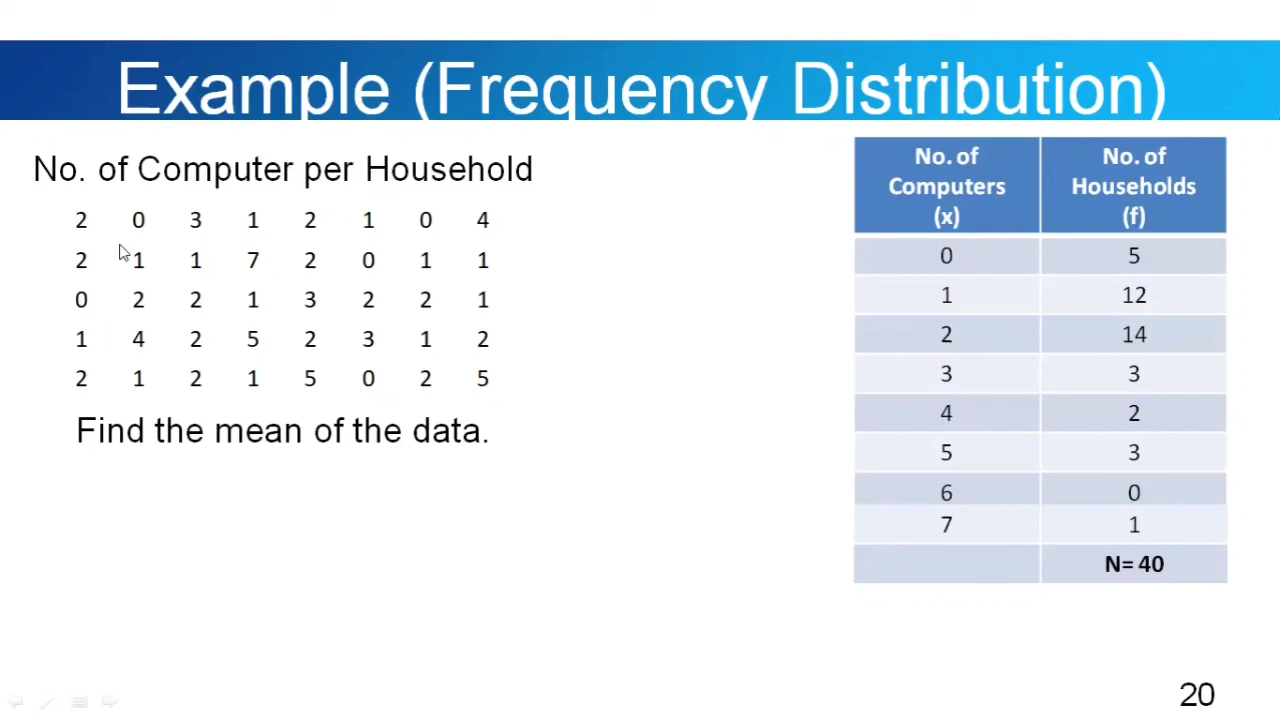 Example (Frequency Distribution)
No. of Computer per Household
2 0 3 1 2 1 0 4
2 1 1 7 2 0 1 1
0 2 2 1 3 2 2 1
1 4 2 5 2 3 1 2
2 1 2 1 5 0 2 5
Find the mean of the data.
No. of Computers (x) No. of Households (f)
0 5
1 12
2 14
3 3
4 2
5 3
6 0
7 1
N= 40
20